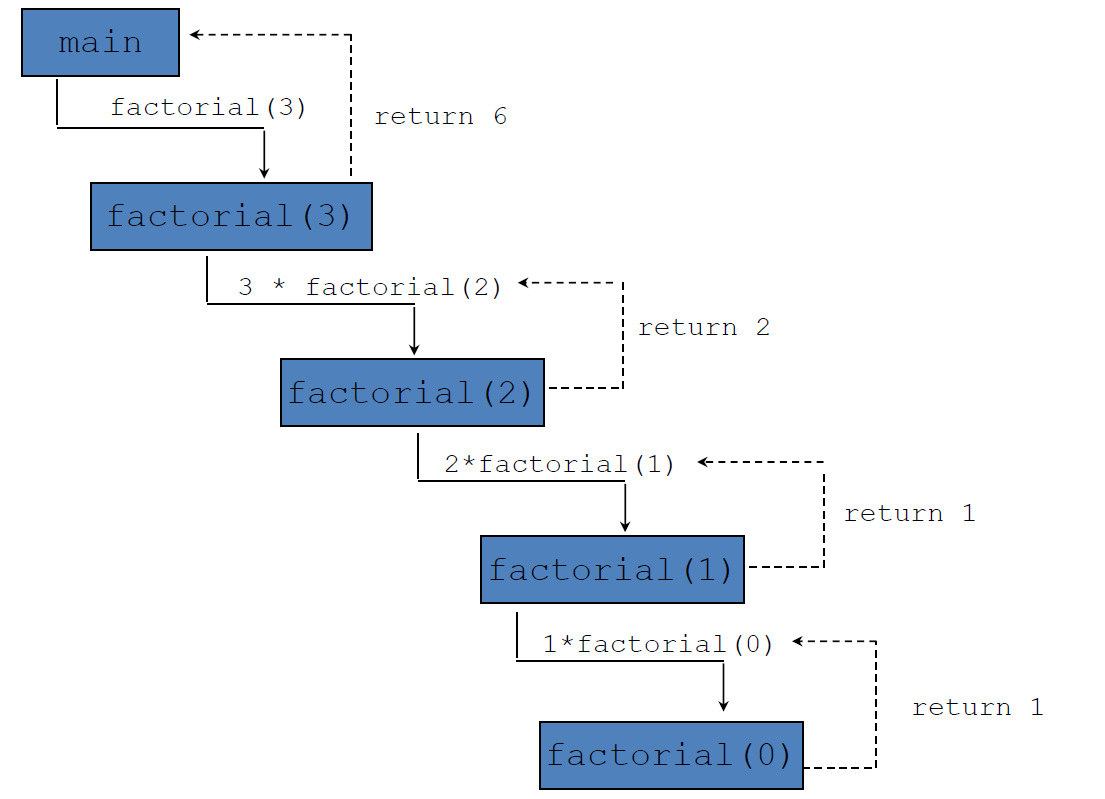 main
factorial(3)
return 6
factorial(3)
3 * factorial(2)
return 2
factorial(2)
2*factorial(1)
return 1
factorial(1)
1*factorial(0)
return 1
factorial(0)